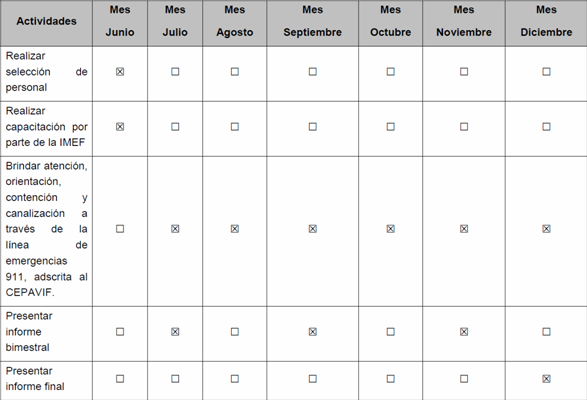 Actividades Mes Junio Mes Julio Mes Agosto Mes Septiembre Mes Octubre Mes Noviembre Mes Diciembre
Realizar
selección de
personal ☒ ☐ ☐ ☐ ☐ ☐ ☐
Realizar
capacitación por
parte de la IMEF ☒ ☐ ☐ ☐ ☐ ☐ ☐
Brindar atención,
orientación,
contención y
canalización a
través de la
línea de
emergencias
911, adscrita al
CEPAVIF. ☐ ☒ ☒ ☒ ☒ ☒ ☒
Presentar
informe
bimestral ☐ ☒ ☐ ☒ ☐ ☒ ☐
Presentar
informe final ☐ ☐ ☐ ☐ ☐ ☐ ☒